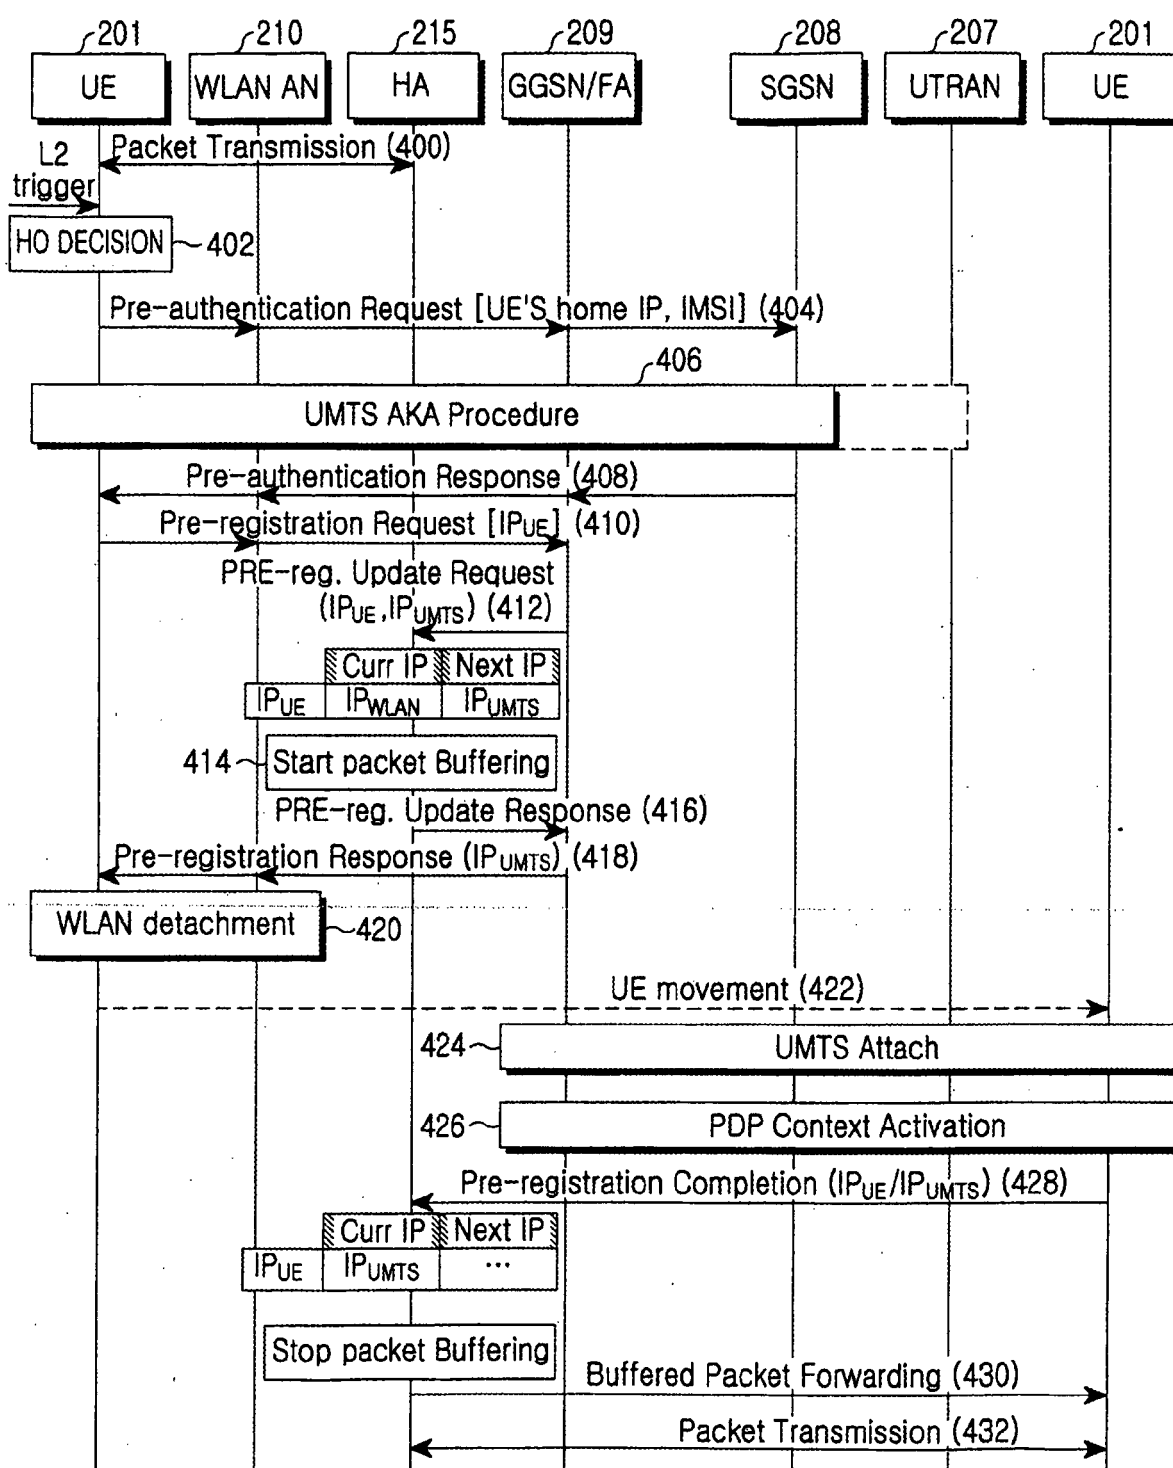 201 210 215 209 208 207 201
UE WLAN AN HA GGSN/FA SGSN UTRAN UE
Packet Transmission (400)
L2
trigger
HO DECISION 402
Pre-authentication Request [UE'S home IP, IMSI] (404)
406
UMTS AKA Procedure
Pre-authentication Response (408)
Pre-registration Request [IPUE] (410)
PRE-reg. Update Request
(IPUE,IPUMTS) (412)
Curr IP Next IP
IPUE IPWLAN IPUMTS
414 Start packet Buffering
PRE-reg. Update Response (416)
Pre-registration Response (IPUMTS) (418)
WLAN detachment 420
UE movement (422)
424 UMTS Attach
426 PDP Context Activation
Pre-registration Completion (IPUE/IPUMTS) (428)
Curr IP Next IP
IPUE IPUMTS ...
Stop packet Buffering
Buffered Packet Forwarding (430)
Packet Transmission (432)